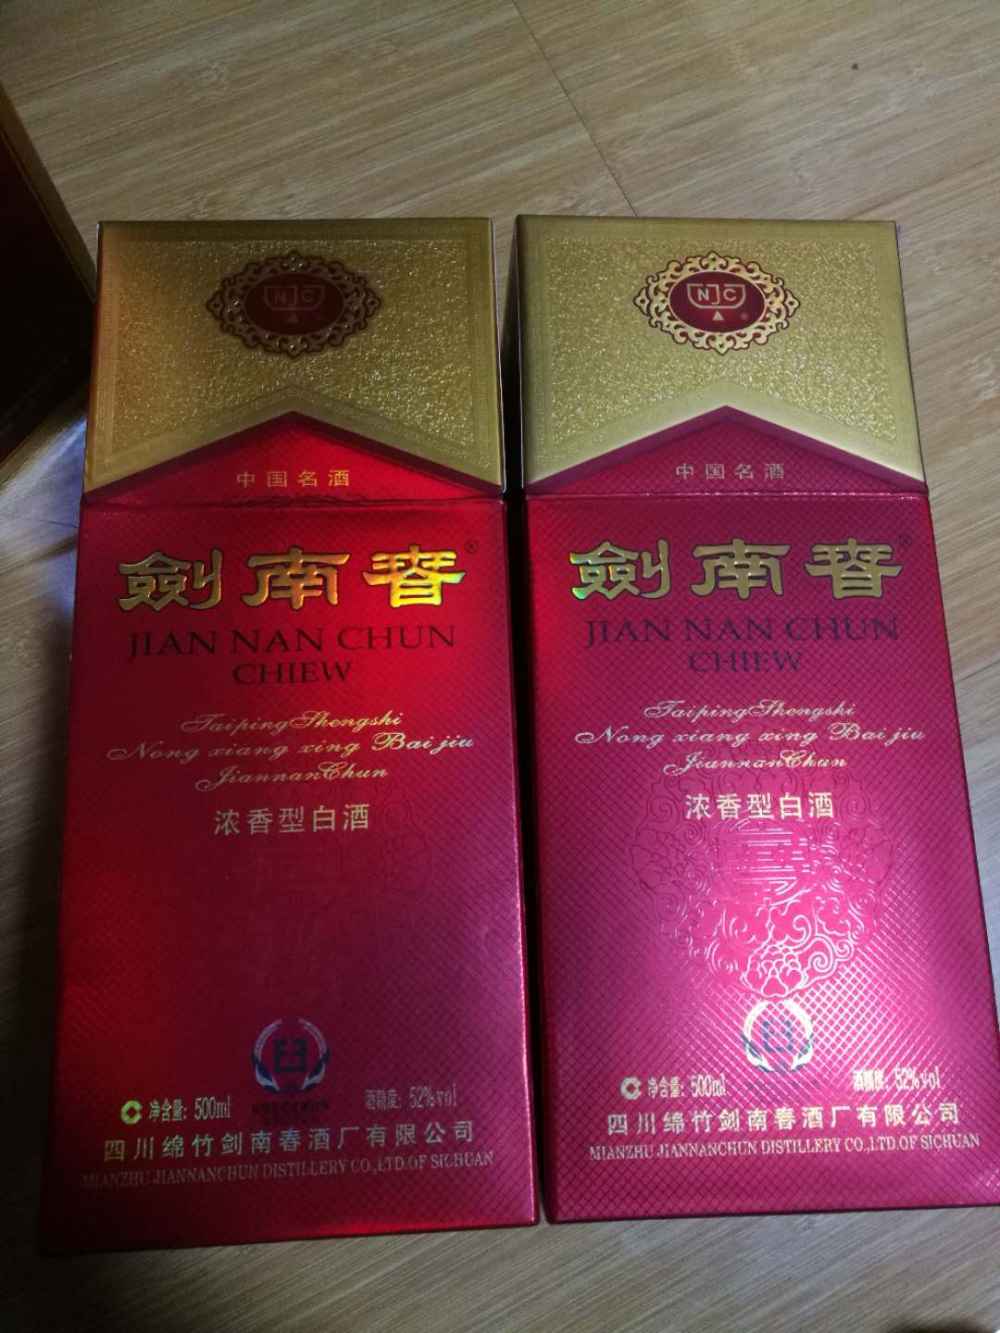 NJC
中国名酒
劍南春®
JIAN NAN CHUN
CHIEW
TaipingShengshi
Nong xiang xing Bai jiu
JiannanChun
浓香型白酒
净含量: 500ml 酒精度: 52%vol
四川绵竹剑南春酒厂有限公司
MIANZHU JIANNANCHUN DISTILLERY CO.,LTD.OF SICHUAN
NJC®
中国名酒
劍南春®
JIAN NAN CHUN
CHIEW
TaipingShengshi
Nong xiang xing Bai jiu
JiannanChun
浓香型白酒
净含量: 500ml 酒精度: 52%vol
四川绵竹剑南春酒厂有限公司
MIANZHU JIANNANCHUN DISTILLERY CO.,LTD.OF SICHUAN